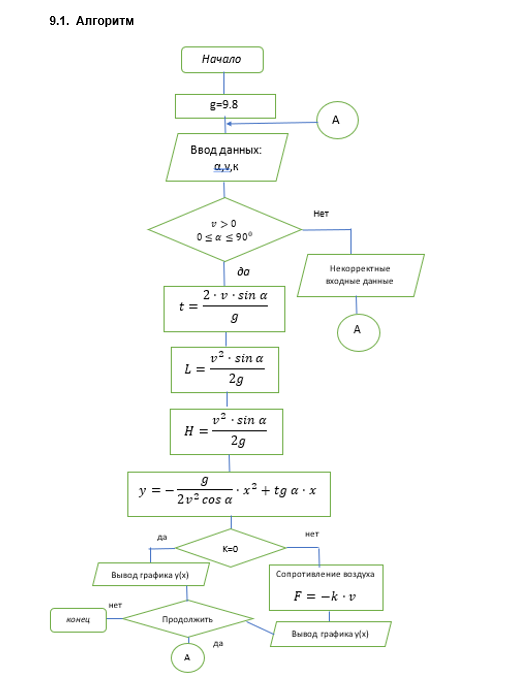 9.1. Алгоритм
Начало
g=9.8
А
Ввод данных:
α,v,к
v > 0
0 ≤ α ≤ 90°
Нет
да
Некорректные
входные данные
А
t = 2 · v · sin α / g
L = v² · sin α / 2g
H = v² · sin α / 2g
y = − g / 2v² cos α · x² + tg α · x
К=0
да
нет
Вывод графика y(x)
Сопротивление воздуха
F = −k · v
Вывод графика y(x)
Продолжить
нет
конец
да
А